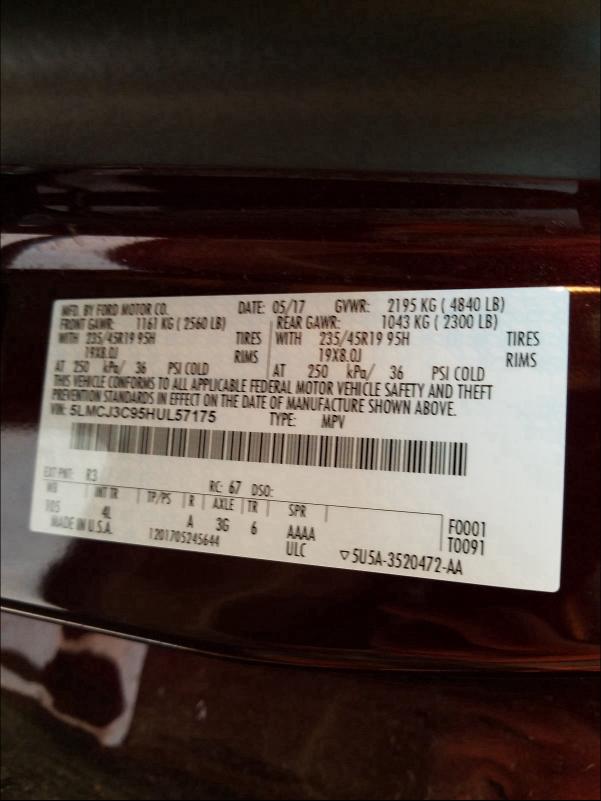 MFD. BY FORD MOTOR CO. DATE: 05/17 GVWR: 2195 KG ( 4840 LB)
FRONT GAWR: 1161 KG ( 2560 LB) REAR GAWR: 1043 KG ( 2300 LB)
WITH 235/45R19 95H TIRES WITH 235/45R19 95H TIRES
19X8.0J RIMS 19X8.0J RIMS
AT 250 kPa/ 36 PSI COLD AT 250 kPa/ 36 PSI COLD
THIS VEHICLE CONFORMS TO ALL APPLICABLE FEDERAL MOTOR VEHICLE SAFETY AND THEFT
PREVENTION STANDARDS IN EFFECT ON THE DATE OF MANUFACTURE SHOWN ABOVE.
VIN: 5LMCJ3C95HUL57175 TYPE: MPV
EXT PNT: R3 RC: 67 DSO:
WB INT TR TP/PS R AXLE TR SPR
105 4L A 3G 6 AAAA F0001
MADE IN U.S.A. 1201705245644 ULC T0091
▽5U5A-3520472-AA